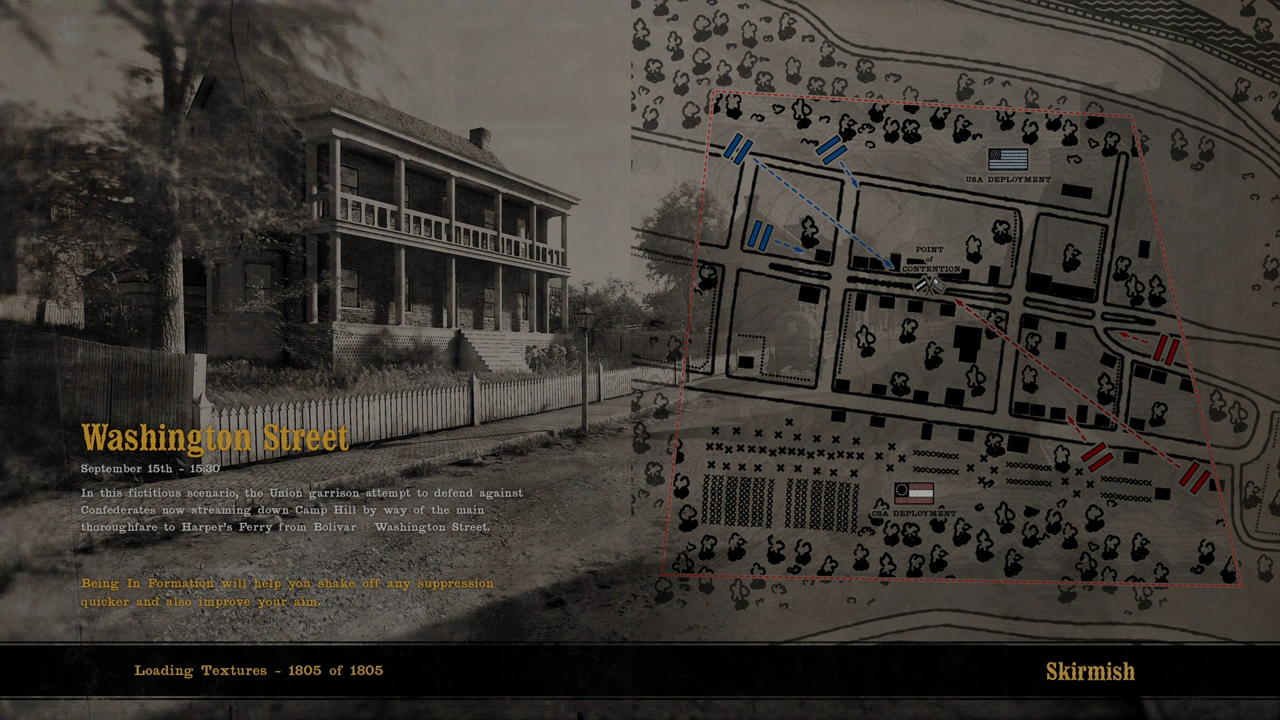 USA DEPLOYMENT
POINT
of
CONTENTION
Washington Street
September 15th - 15:30
In this fictitious scenario, the Union garrison attempt to defend against
Confederates now streaming down Camp Hill by way of the main
thoroughfare to Harper's Ferry from Bolivar ▯ Washington Street.
CSA DEPLOYMENT
Being In Formation will help you shake off any suppression
quicker and also improve your aim.
Loading Textures - 1805 of 1805
Skirmish